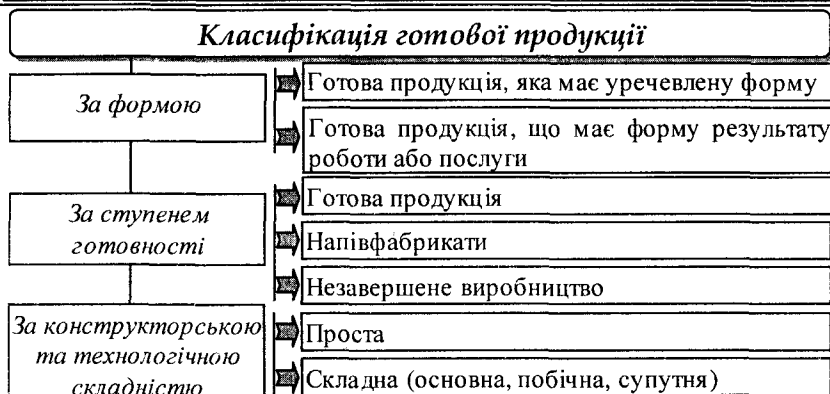 Класифікація готової продукції
За формою
Готова продукція, яка має уречевлену форму
Готова продукція, що має форму результату
роботи або послуги
За ступенем
готовності
Готова продукція
Напівфабрикати
Незавершене виробництво
За конструкторською
та технологічною
складністю
Проста
Складна (основна, побічна, супутня)